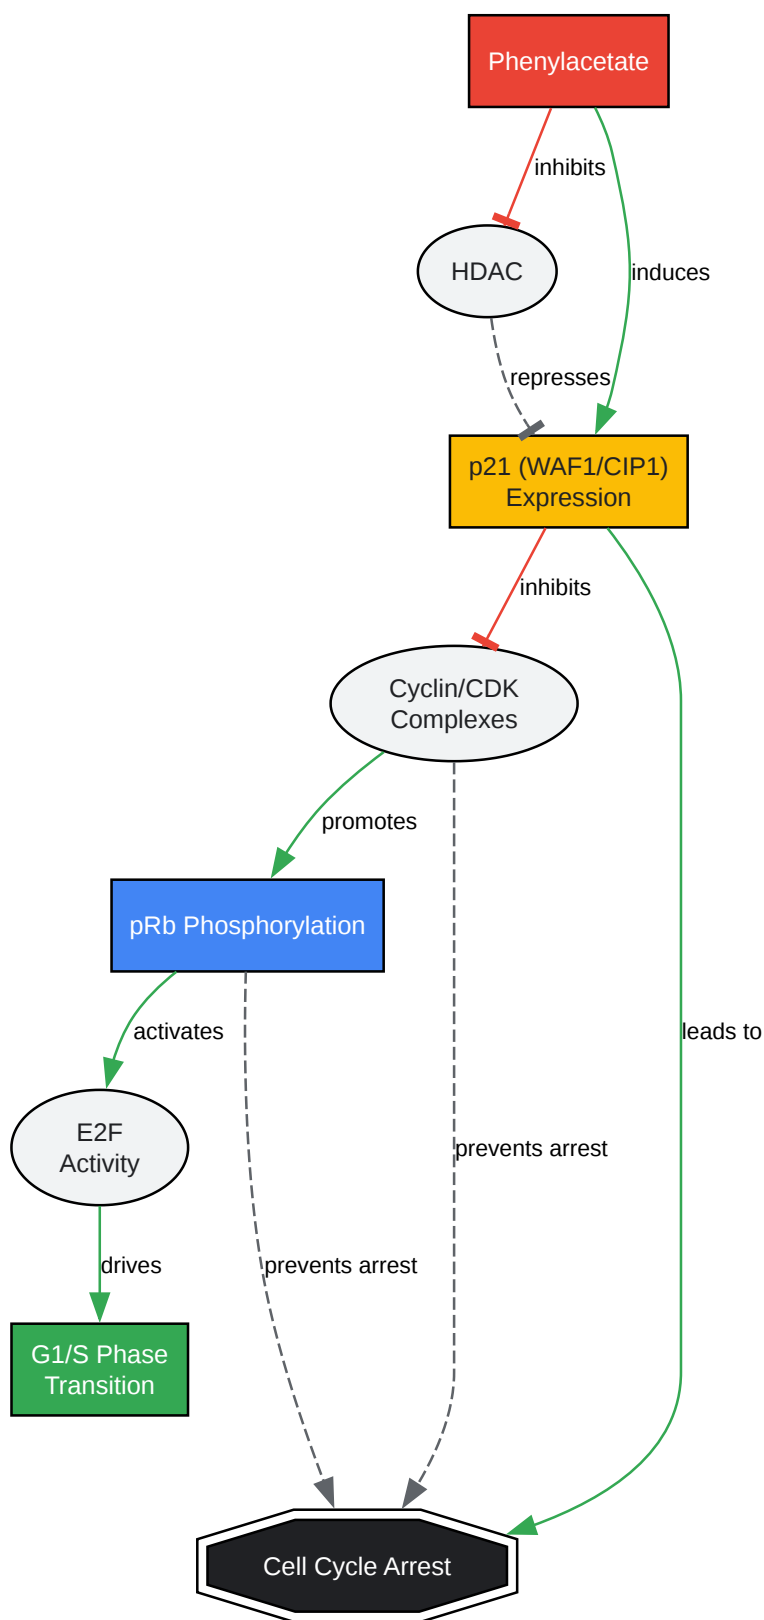 Phenylacetate
inhibits
HDAC
induces
represses
p21 (WAF1/CIP1)
Expression
inhibits
Cyclin/CDK
Complexes
promotes
pRb Phosphorylation
activates
leads to
E2F
Activity
prevents arrest
drives
prevents arrest
G1/S Phase
Transition
Cell Cycle Arrest